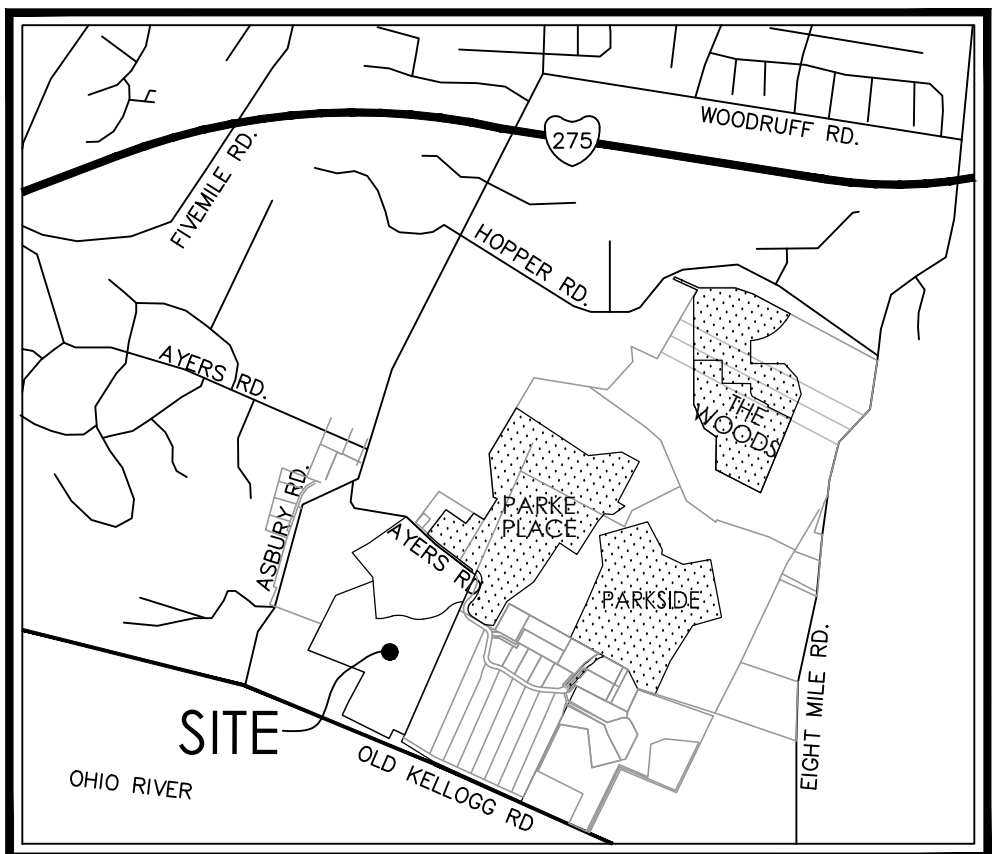 WOODRUFF RD.
275
FIVEMILE RD.
HOPPER RD.
AYERS RD.
THE
WOODS
ASBURY RD.
PARKE
PLACE
AYERS RD.
PARKSIDE
EIGHT MILE RD.
SITE
OHIO RIVER
OLD KELLOGG RD